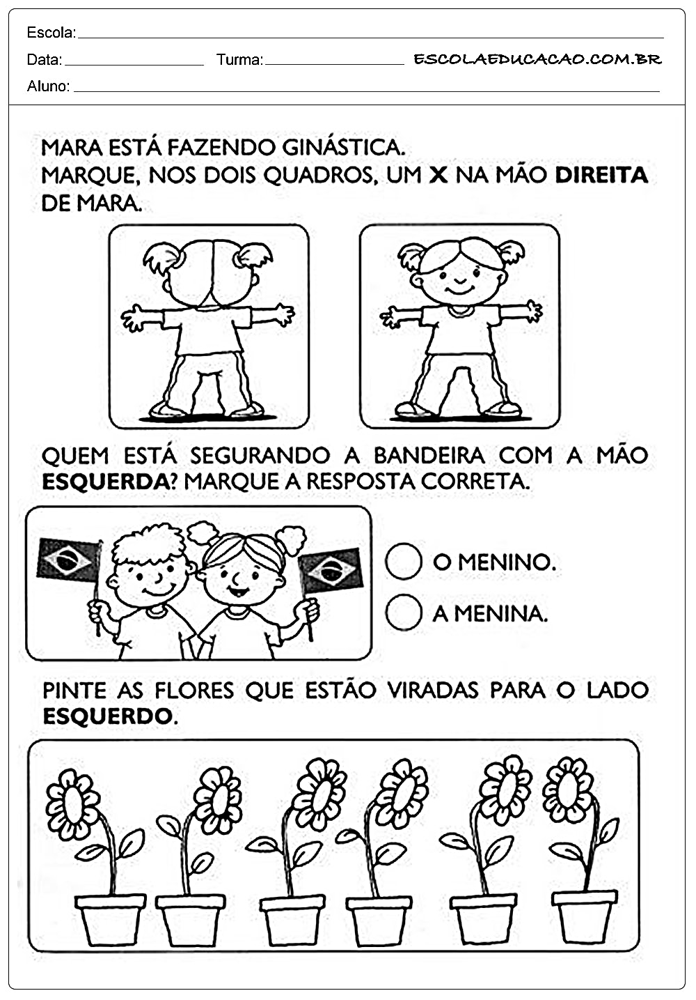 Escola:
Data: Turma: ESCOLAEDUCACAO.COM.BR
Aluno:
MARA ESTÁ FAZENDO GINÁSTICA.
MARQUE, NOS DOIS QUADROS, UM X NA MÃO DIREITA
DE MARA.
QUEM ESTÁ SEGURANDO A BANDEIRA COM A MÃO
ESQUERDA? MARQUE A RESPOSTA CORRETA.
O MENINO.
A MENINA.
PINTE AS FLORES QUE ESTÃO VIRADAS PARA O LADO
ESQUERDO.